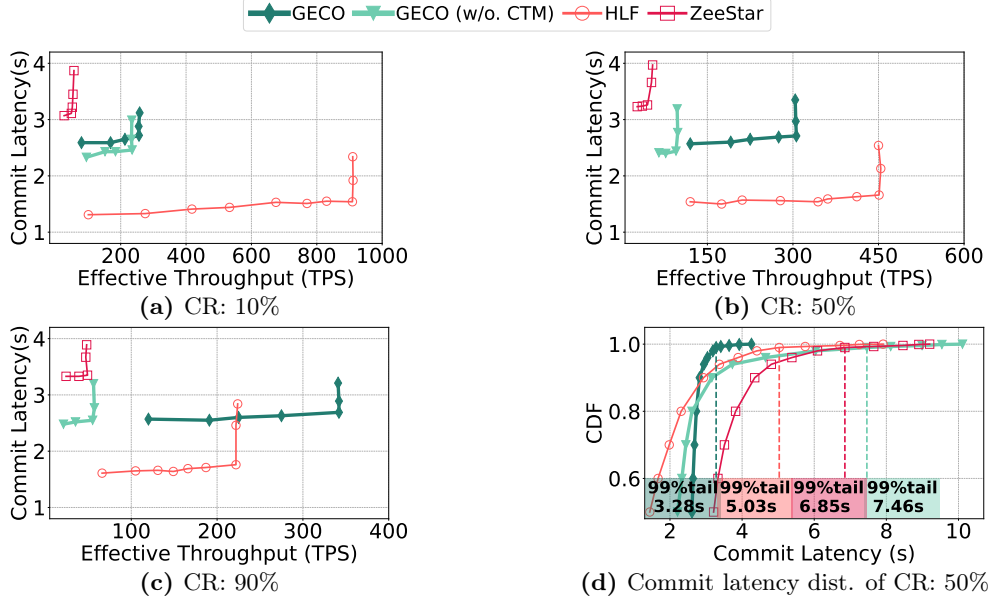 GECO GECO (w/o. CTM) HLF ZeeStar
Commit Latency(s)
4
3
2
1
200 400 600 800 1000
Effective Throughput (TPS)
(a) CR: 10%
Commit Latency(s)
4
3
2
1
150 300 450 600
Effective Throughput (TPS)
(b) CR: 50%
Commit Latency(s)
4
3
2
1
100 200 300 400
Effective Throughput (TPS)
(c) CR: 90%
CDF
1.0
0.8
0.6
99%tail 99%tail 99%tail 99%tail
3.28s 5.03s 6.85s 7.46s
2 4 6 8 10
Commit Latency (s)
(d) Commit latency dist. of CR: 50%